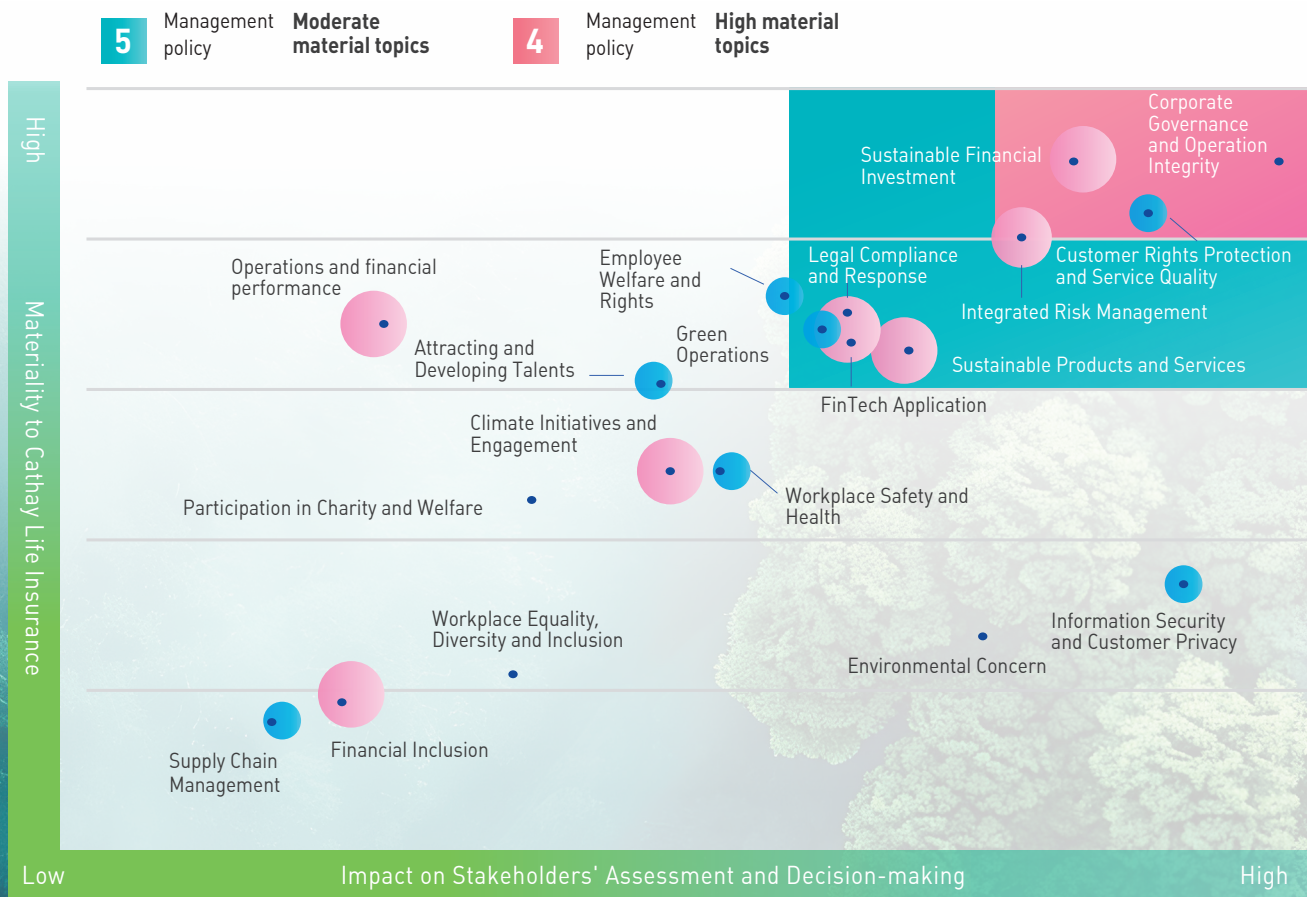 5
Management
policy
Moderate
material topics
4
Management
policy
High material
topics
High
Materiality to Cathay Life Insurance
Corporate
Governance
and Operation
Integrity
Sustainable Financial
Investment
Customer Rights Protection
and Service Quality
Integrated Risk Management
Legal Compliance
and Response
Employee
Welfare and
Rights
Operations and financial
performance
Green
Operations
Attracting and
Developing Talents
Sustainable Products and Services
FinTech Application
Climate Initiatives and
Engagement
Workplace Safety and
Health
Participation in Charity and Welfare
Workplace Equality,
Diversity and Inclusion
Information Security
and Customer Privacy
Environmental Concern
Financial Inclusion
Supply Chain
Management
Low
Impact on Stakeholders' Assessment and Decision-making
High